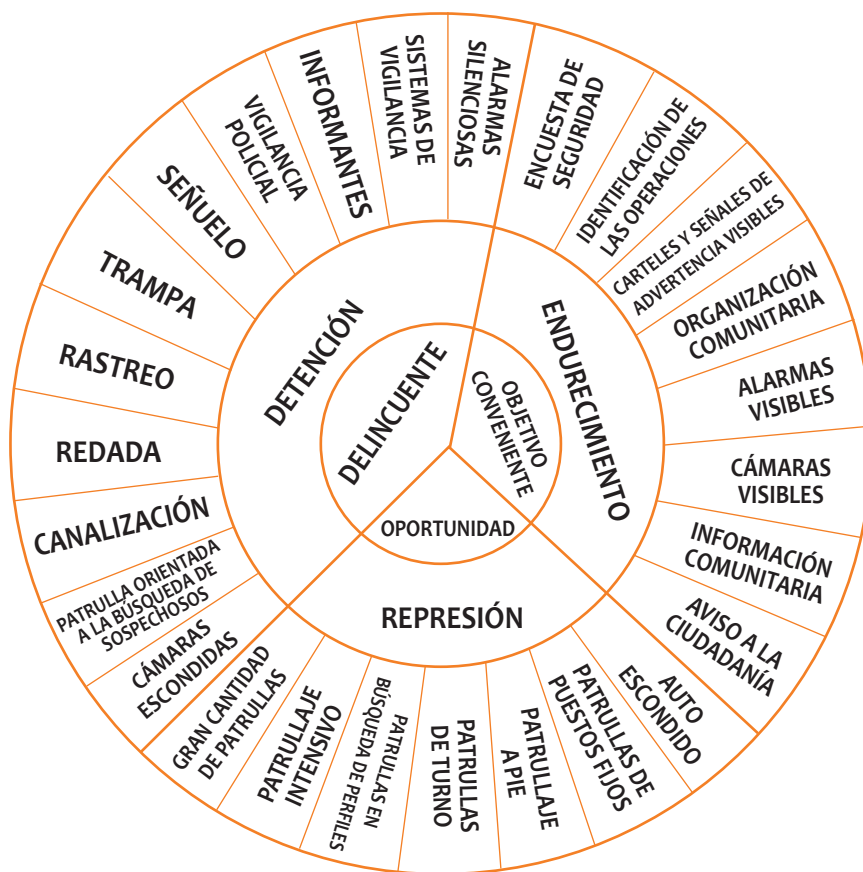 DELINCUENTE
OBJETIVO
CONVENIENTE
OPORTUNIDAD
DETENCIÓN
ENDURECIMIENTO
REPRESIÓN
ALARMAS
SILENCIOSAS
ENCUESTA DE
SEGURIDAD
IDENTIFICACIÓN DE
LAS OPERACIONES
CARTELES Y SEÑALES DE
ADVERTENCIA VISIBLES
ORGANIZACIÓN
COMUNITARIA
ALARMAS
VISIBLES
CÁMARAS
VISIBLES
INFORMACIÓN
COMUNITARIA
AVISO A LA
CIUDADANÍA
AUTO
ESCONDIDO
PATRULLAS DE
PUESTOS FIJOS
PATRULLAJE
A PIE
PATRULLAS
DE TURNO
PATRULLAS EN
BÚSQUEDA DE PERFILES
PATRULLAJE
INTENSIVO
GRAN CANTIDAD
DE PATRULLAS
CÁMARAS
ESCONDIDAS
PATRULLA ORIENTADA
A LA BÚSQUEDA DE
SOSPECHOSOS
CANALIZACIÓN
REDADA
RASTREO
TRAMPA
SEÑUELO
VIGILANCIA
POLICIAL
INFORMANTES
SISTEMAS DE
VIGILANCIA